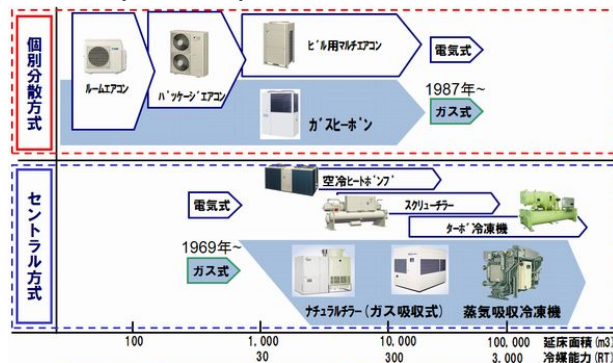 個別分散方式
ルームエアコン
パッケージエアコン
ビル用マルチエアコン
電気式
ガスヒーポン
1987年~
ガス式
セントラル方式
電気式
空冷ヒートポンプ
スクリューチラー
ターボ冷凍機
1969年~
ガス式
ナチュラルチラー(ガス吸収式)
蒸気吸収冷凍機
100 1,000 10,000 100,000 延床面積(m3)
30 300 3,000 冷媒能力(RT)